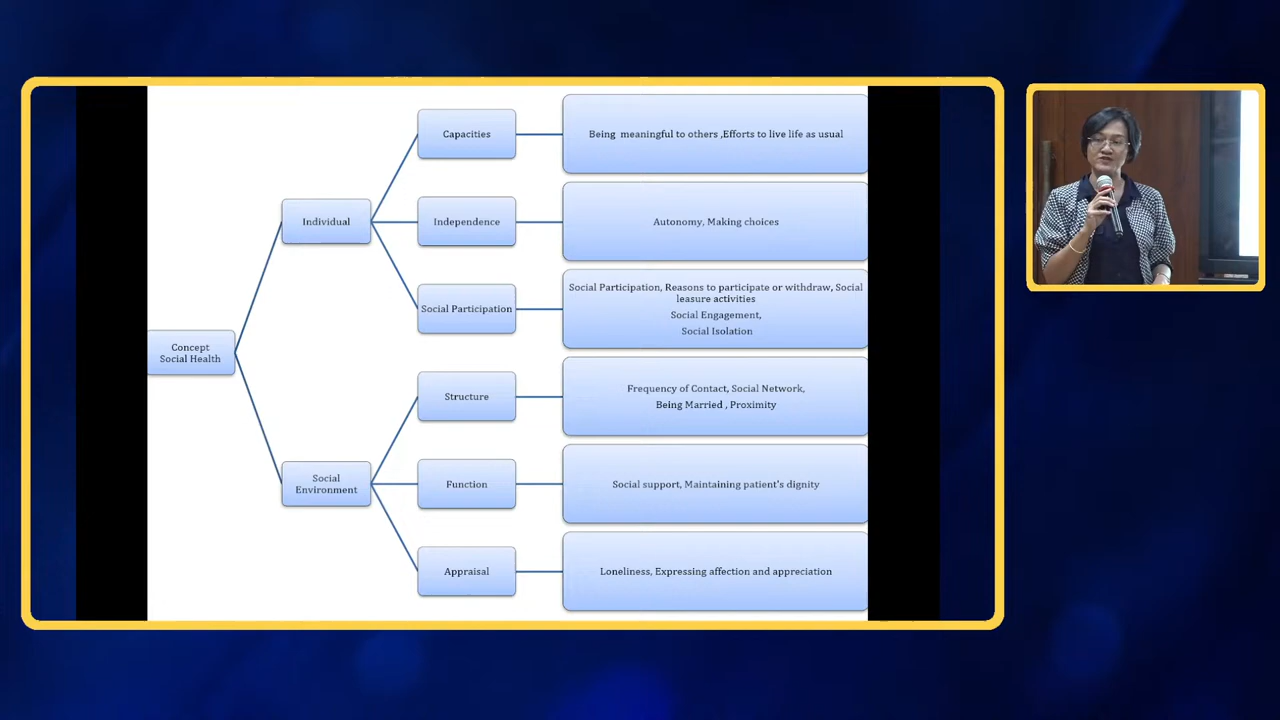 Capacities
Being meaningful to others ,Efforts to live life as usual
Individual
Independence
Autonomy, Making choices
Social Participation
Social Participation, Reasons to participate or withdraw, Social
leasure activities
Social Engagement,
Social Isolation
Concept
Social Health
Structure
Frequency of Contact, Social Network,
Being Married , Proximity
Social
Environment
Function
Social support, Maintaining patient's dignity
Appraisal
Loneliness, Expressing affection and appreciation